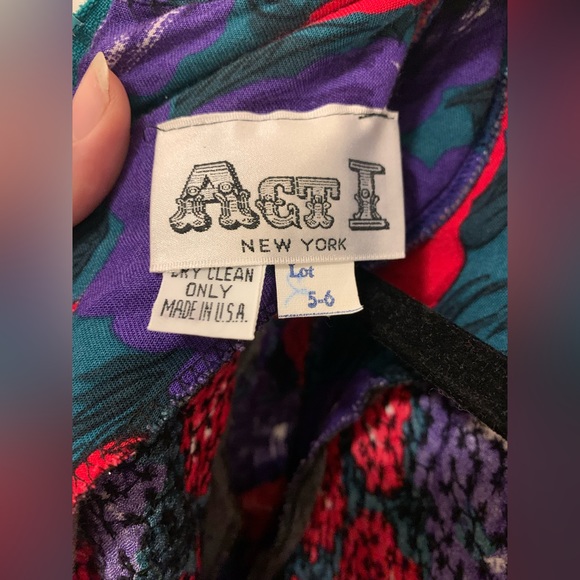 ACT I
NEW YORK
DRY CLEAN
ONLY
MADE IN U.S.A.
Lot
5-6